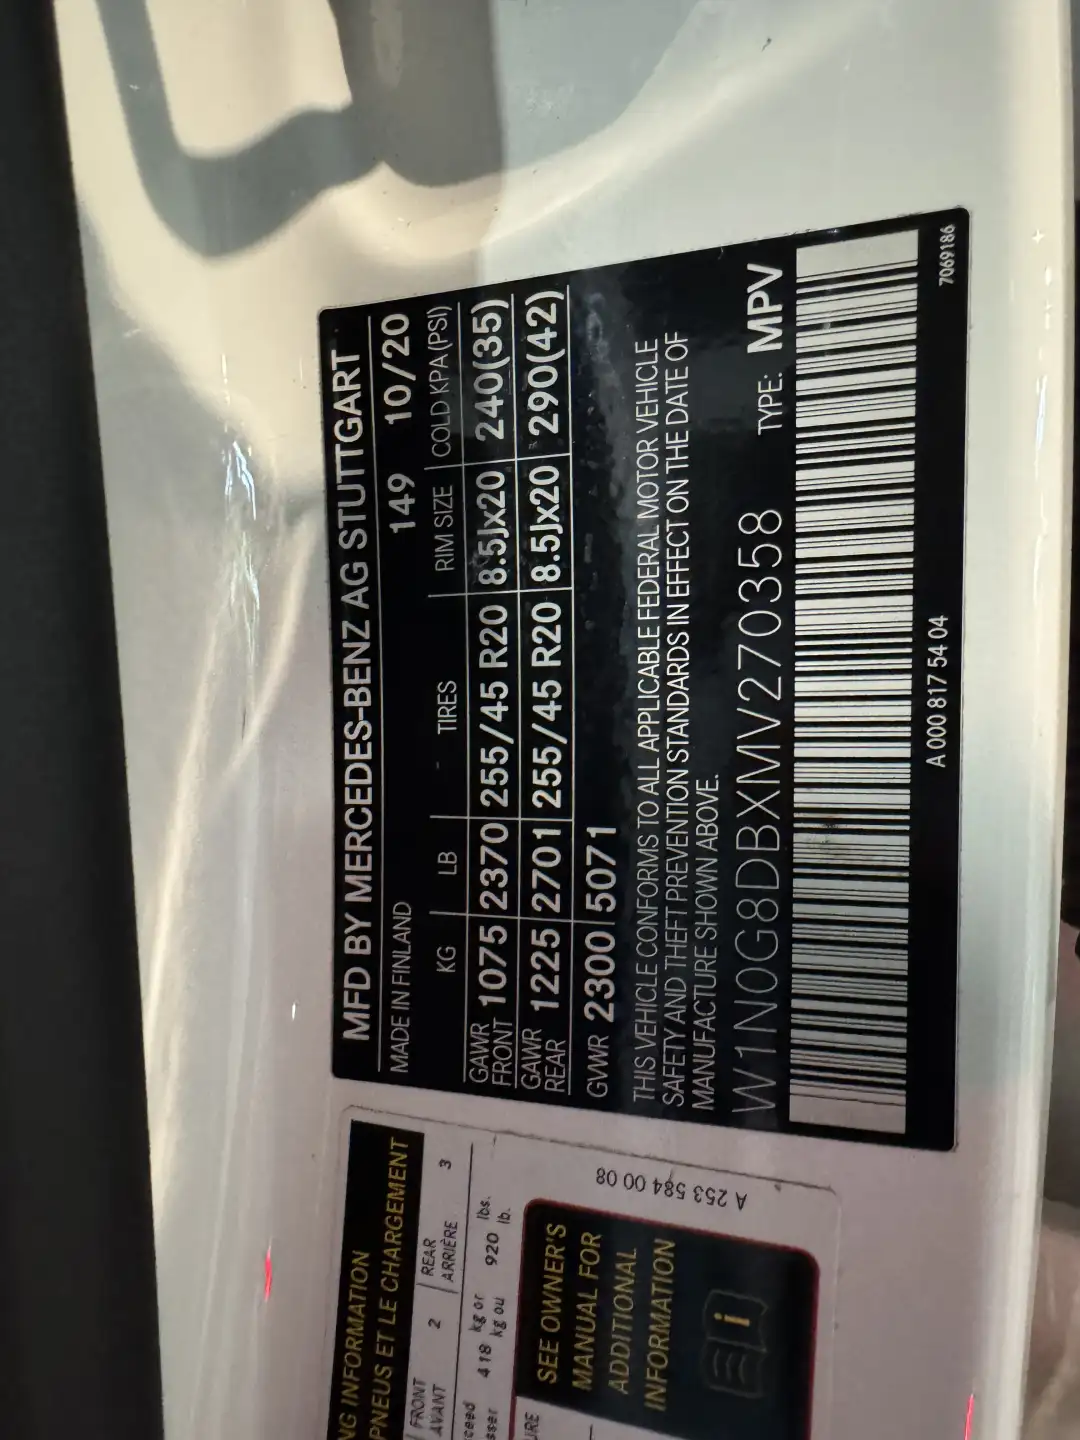 MFD BY MERCEDES-BENZ AG STUTTGART
MADE IN FINLAND 149 10/20
KG LB TIRES RIM SIZE COLD KPA (PSI)
GAWR FRONT 1075 2370 255/45 R20 8.5Jx20 240(35)
GAWR REAR 1225 2701 255/45 R20 8.5Jx20 290(42)
GVWR 2300 5071
THIS VEHICLE CONFORMS TO ALL APPLICABLE FEDERAL MOTOR VEHICLE
SAFETY AND THEFT PREVENTION STANDARDS IN EFFECT ON THE DATE OF
MANUFACTURE SHOWN ABOVE.
W1N0G8DBXMV270358 TYPE: MPV
A 000 817 54 04 7069186
INFORMATION
PNEUS ET LE CHARGEMENT
FRONT 2 REAR 3
AVANT ARRIÈRE
418 kg or 920 lbs.
kg ou lb.
SEE OWNER'S
MANUAL FOR
ADDITIONAL
INFORMATION
i
A 253 584 00 08